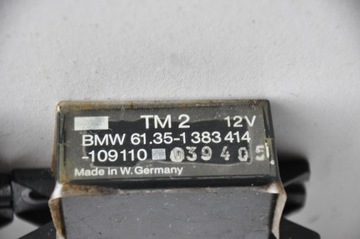 TM 2 12V
BMW 61.35-1 383 414
-109110 039405
Made in W. Germany